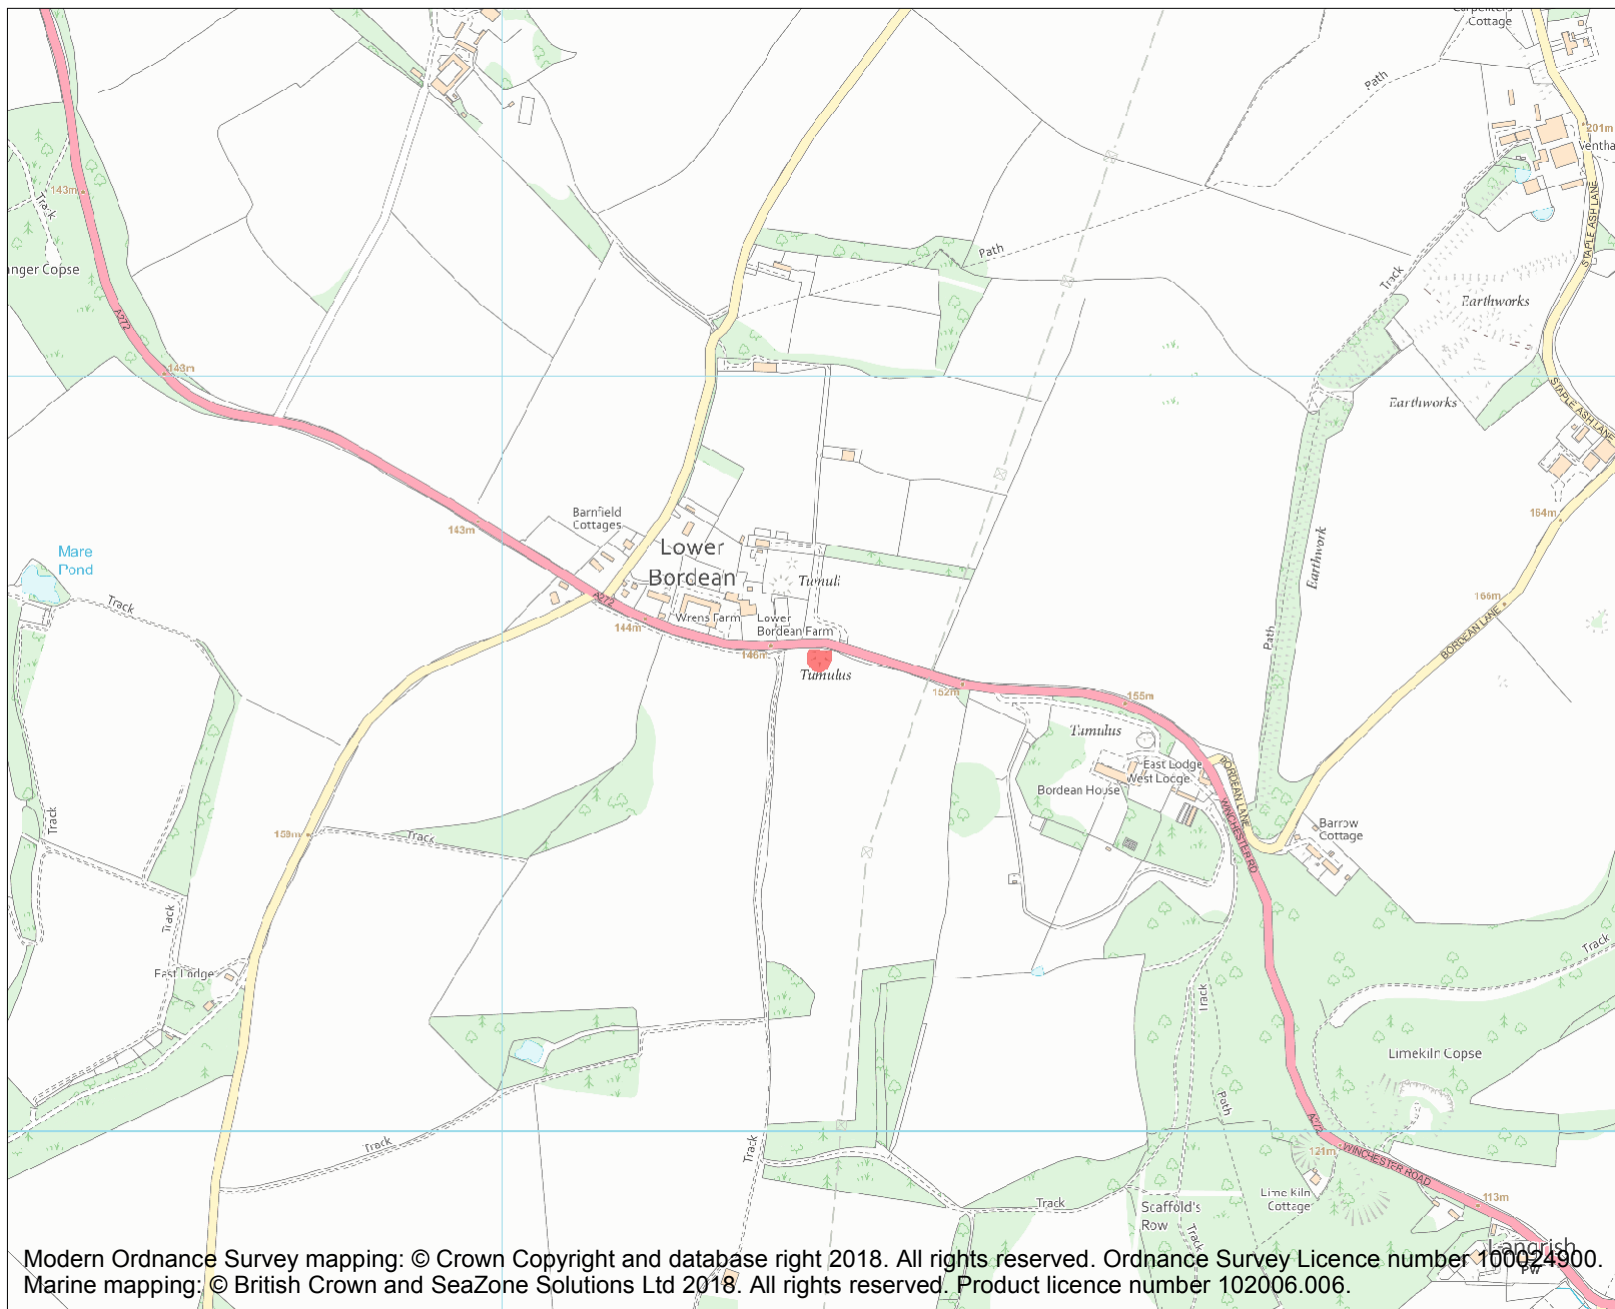 Cottage
Path
201m
143m
Track
STAPLE ASH LANE
anger Copse
Path
Track
Earthworks
A272
143m
STAPLE ASH LANE
Earthworks
143m
Barnfield
Cottages
164m
Lower
Bordean
Mare
Pond
Earthwork
Tumuli
Track
A272
166m
144m
Wrens Farm
Lower
Bordean Farm
Path
BORDEAN LANE
146m
Tumulus
152m
155m
Tumulus
East Lodge
West Lodge
BORDEAN LANE
Bordean House
WINCHESTER RD
Track
159m
Track
Barrow
Cottage
Track
East Lodge
Track
Track
Limekiln Copse
Path
A272
Track
Track
121m
WINCHESTER ROAD
Lime Kiln
Cottage
113m
Track
Scaffold's
Row
Track
Langrish
PW
Modern Ordnance Survey mapping: © Crown Copyright and database right 2018. All rights reserved. Ordnance Survey Licence number 100024900.
Marine mapping: © British Crown and SeaZone Solutions Ltd 2018. All rights reserved. Product licence number 102006.006.